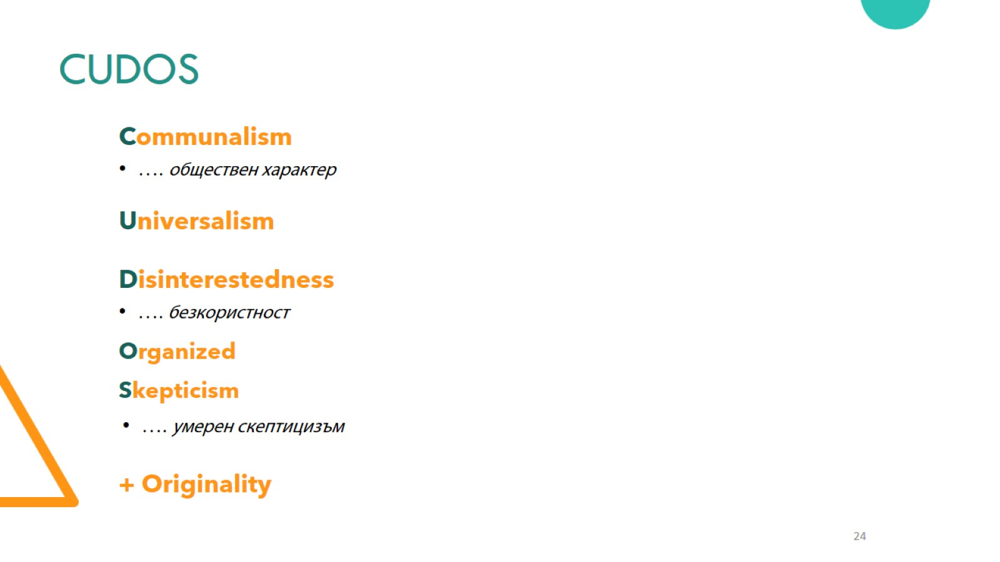 CUDOS
Communalism
• .... обществен характер
Universalism
Disinterestedness
• .... безкористност
Organized
Skepticism
• .... умерен скептицизъм
+ Originality
24